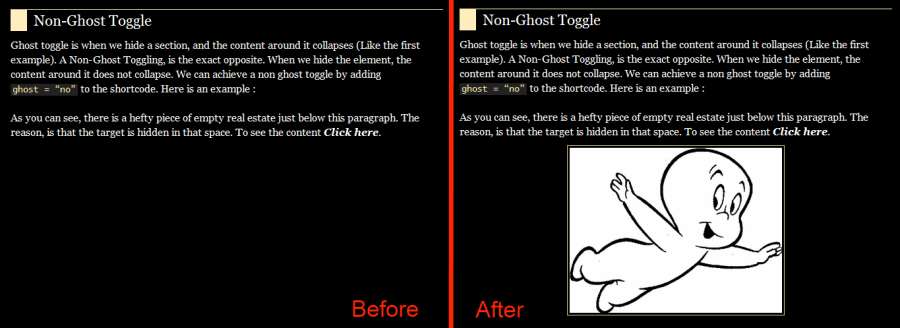 Non-Ghost Toggle
Ghost toggle is when we hide a section, and the content around it collapses (Like the first
example). A Non-Ghost Toggling, is the exact opposite. When we hide the element, the
content around it does not collapse. We can achieve a non ghost toggle by adding
ghost = "no" to the shortcode. Here is an example :
As you can see, there is a hefty piece of empty real estate just below this paragraph. The
reason, is that the target is hidden in that space. To see the content Click here.
Before
Non-Ghost Toggle
Ghost toggle is when we hide a section, and the content around it collapses (Like the first
example). A Non-Ghost Toggling, is the exact opposite. When we hide the element, the
content around it does not collapse. We can achieve a non ghost toggle by adding
ghost = "no" to the shortcode. Here is an example :
As you can see, there is a hefty piece of empty real estate just below this paragraph. The
reason, is that the target is hidden in that space. To see the content Click here.
After